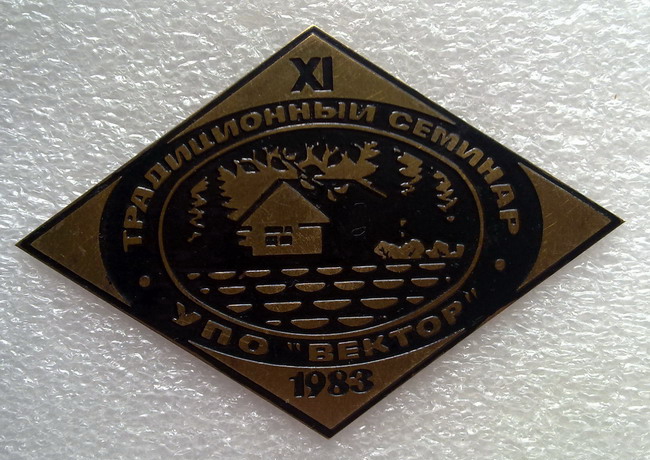 XI
ТРАДИЦИОННЫЙ СЕМИНАР
УПО "ВЕКТОР"
1983